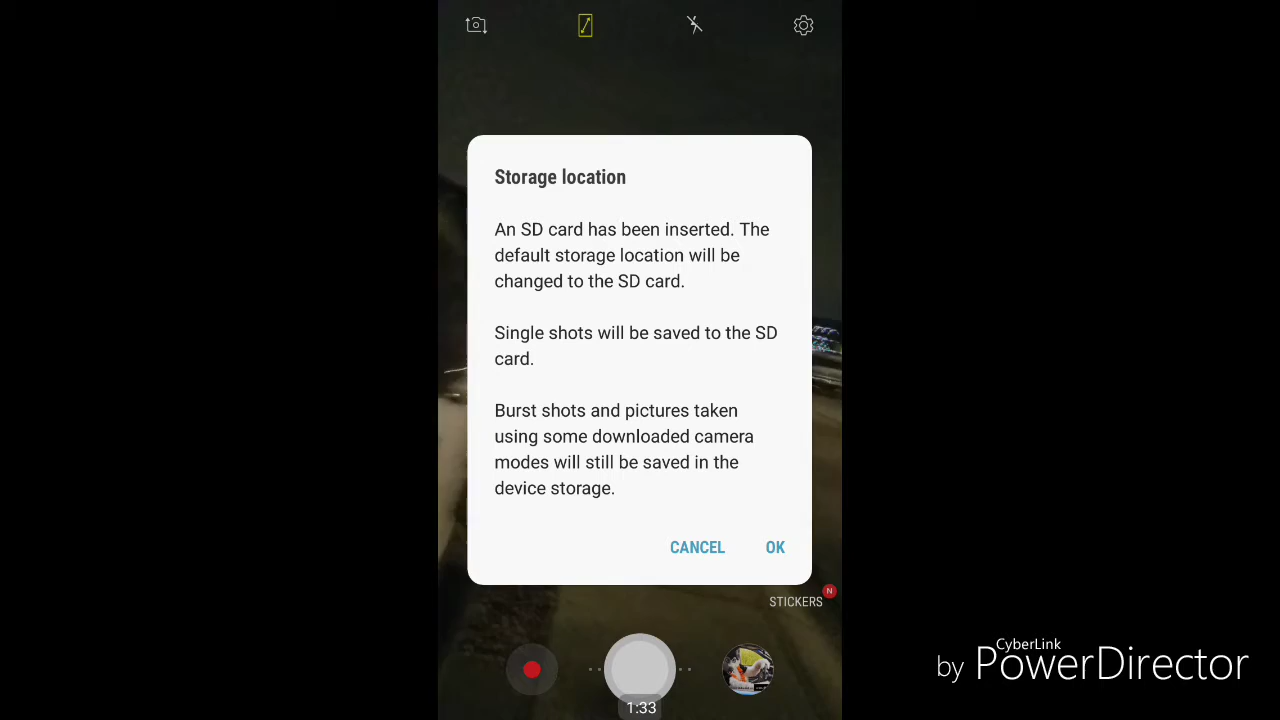 Storage location
An SD card has been inserted. The
default storage location will be
changed to the SD card.
Single shots will be saved to the SD
card.
Burst shots and pictures taken
using some downloaded camera
modes will still be saved in the
device storage.
CANCEL OK
STICKERS N
1:33
CyberLink
by PowerDirector